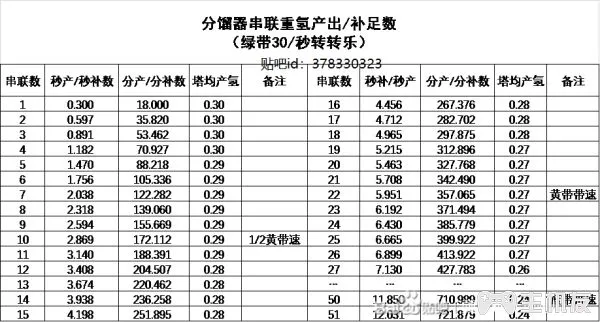 分馏器串联重氢产出/补足数
（绿带30/秒转转乐）
贴吧id：378330323
串联数 秒产/秒补数 分产/分补数 塔均产氢 备注 串联数 秒补/秒产 分产/分补数 塔均产氢 备注
1 0.300 18.000 0.30 16 4.456 267.376 0.28
2 0.597 35.820 0.30 17 4.712 282.702 0.28
3 0.891 53.462 0.30 18 4.965 297.875 0.28
4 1.182 70.927 0.30 19 5.215 312.896 0.27
5 1.470 88.218 0.29 20 5.463 327.768 0.27
6 1.756 105.336 0.29 21 5.708 342.490 0.27
7 2.038 122.282 0.29 22 5.951 357.065 0.27 黄带带速
8 2.318 139.060 0.29 23 6.192 371.494 0.27
9 2.594 155.669 0.29 24 6.430 385.779 0.27
10 2.869 172.112 0.29 1/2黄带速 25 6.665 399.922 0.27
11 3.140 188.391 0.29 26 6.899 413.922 0.27
12 3.408 204.507 0.28 27 7.130 427.783 0.26
13 3.674 220.462 0.28 --- --- --- ---
14 3.938 236.258 0.28 50 11.850 710.999 0.24 带带速
15 4.198 251.895 0.28 51 12.031 721.879 0.24